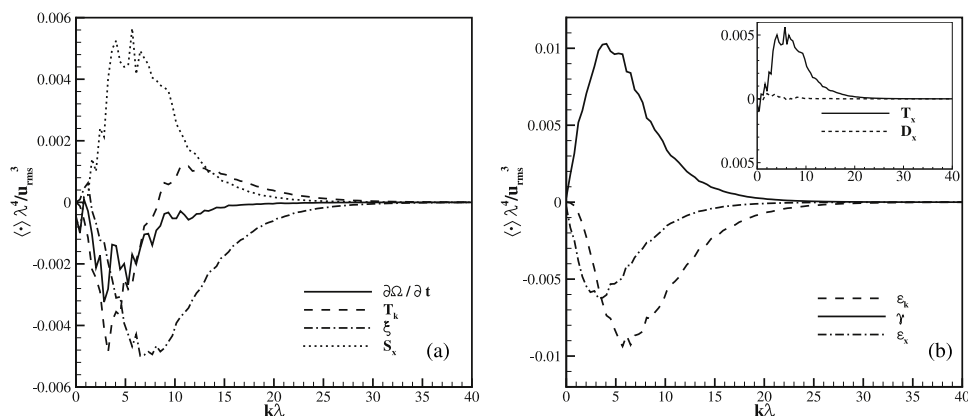 0.006
0.004
0.002
0
-0.002
-0.004
-0.006
⟨·⟩ λ⁴/u_rms³
0 5 10 15 20 25 30 35 40
kλ
∂Ω / ∂ t
T_k
ξ
S_x
(a)
0.01
0.005
0
-0.005
-0.01
⟨·⟩ λ⁴/u_rms³
0 5 10 15 20 25 30 35 40
kλ
ε_k
γ
ε_x
(b)
0.005
0
0.005
0 10 20 30 40
T_x
D_x